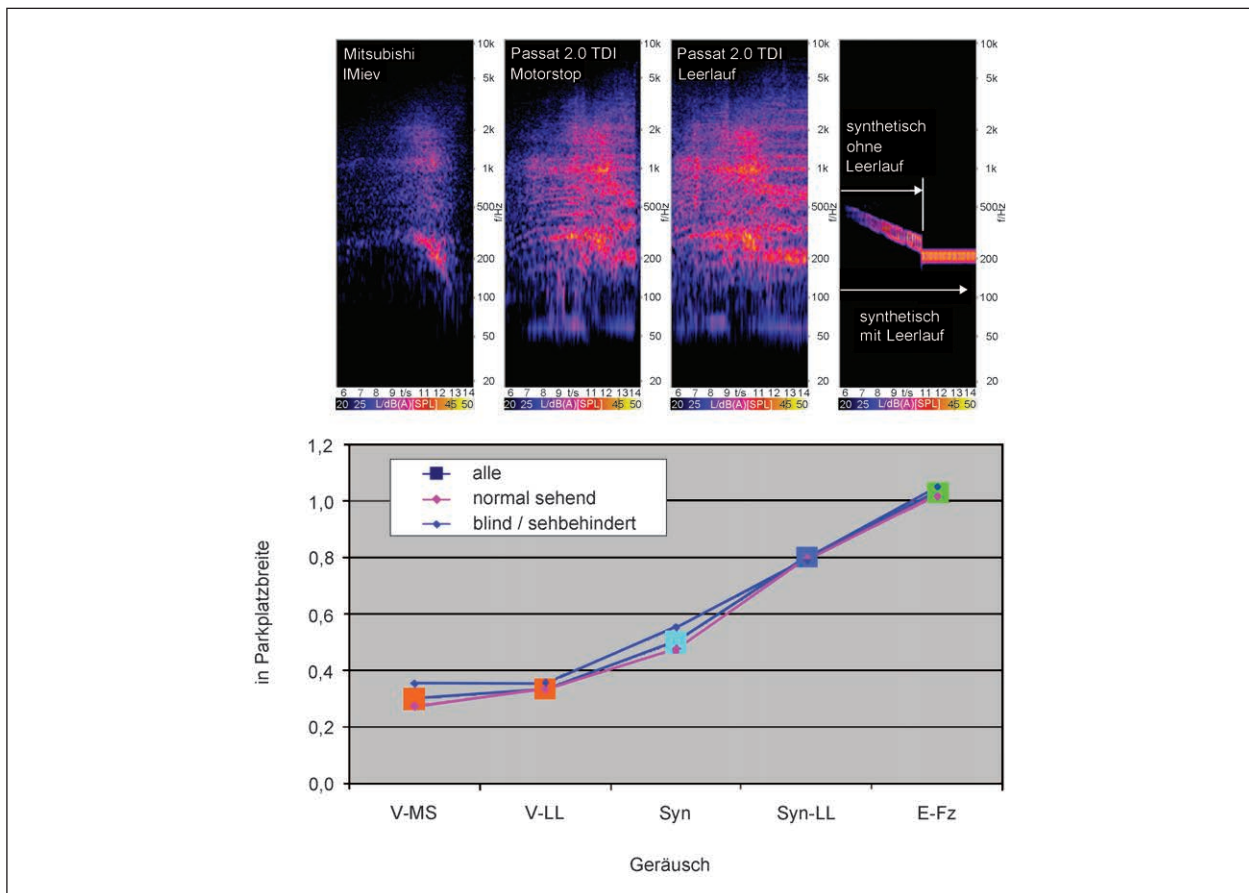 Mitsubishi
IMiev
10k
5k
2k
1k
500
f/Hz
200
100
50
20
6 7 8 9 t/s 11 12 13 14
20 25 L/dB(A)[SPL] 45 50
Passat 2.0 TDI
Motorstop
10k
5k
2k
1k
500
f/Hz
200
100
50
20
6 7 8 9 t/s 11 12 13 14
20 25 L/dB(A)[SPL] 45 50
Passat 2.0 TDI
Leerlauf
10k
5k
2k
1k
500
f/Hz
200
100
50
20
6 7 8 9 t/s 11 12 13 14
20 25 L/dB(A)[SPL] 45 50
synthetisch
ohne
Leerlauf
synthetisch
mit Leerlauf
10k
5k
2k
1k
500
f/Hz
200
100
50
20
6 7 8 9 t/s 11 12 13 14
20 25 L/dB(A)[SPL] 45 50
in Parkplatzbreite
1,2
1,0
0,8
0,6
0,4
0,2
0,0
alle
normal sehend
blind / sehbehindert
V-MS V-LL Syn Syn-LL E-Fz
Geräusch